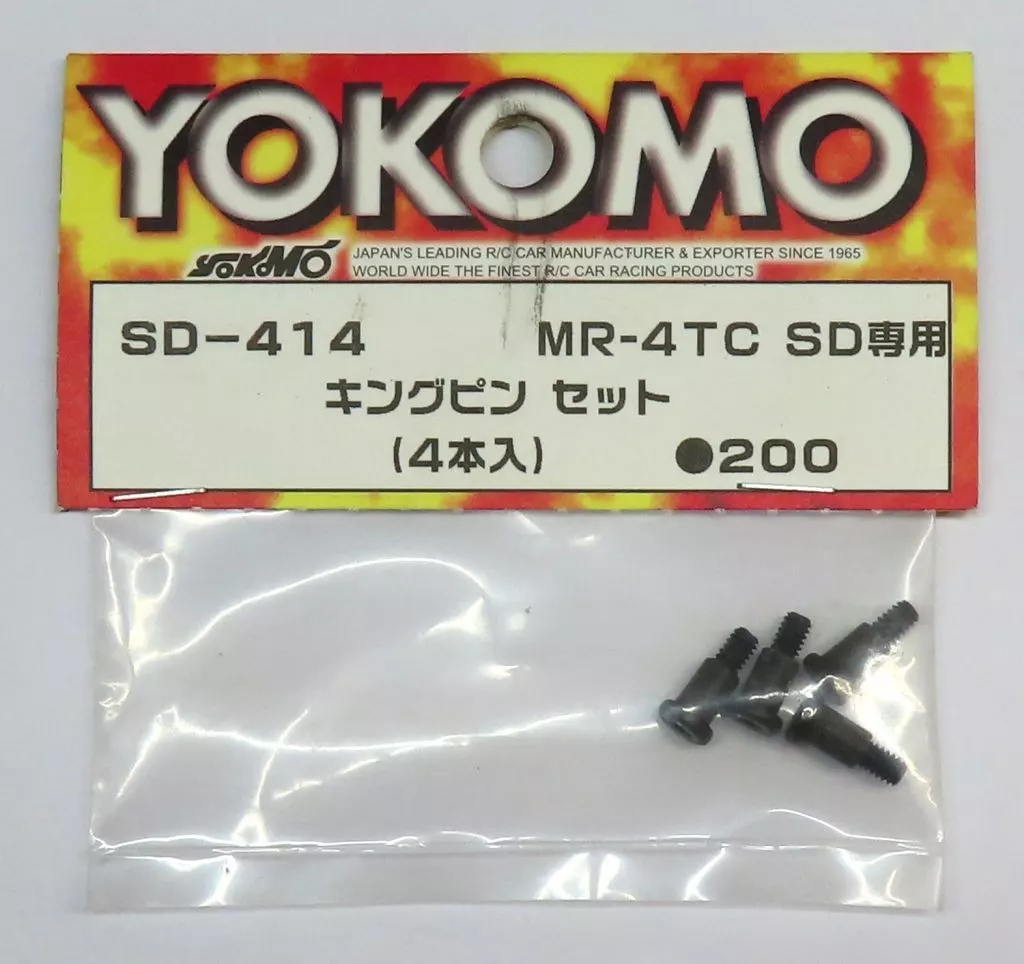 YOKOMO
YOKOMO JAPAN'S LEADING R/C CAR MANUFACTURER & EXPORTER SINCE 1965
WORLD WIDE THE FINEST R/C CAR RACING PRODUCTS
SD-414 MR-4TC SD専用
キングピン セット
(4本入) ●200